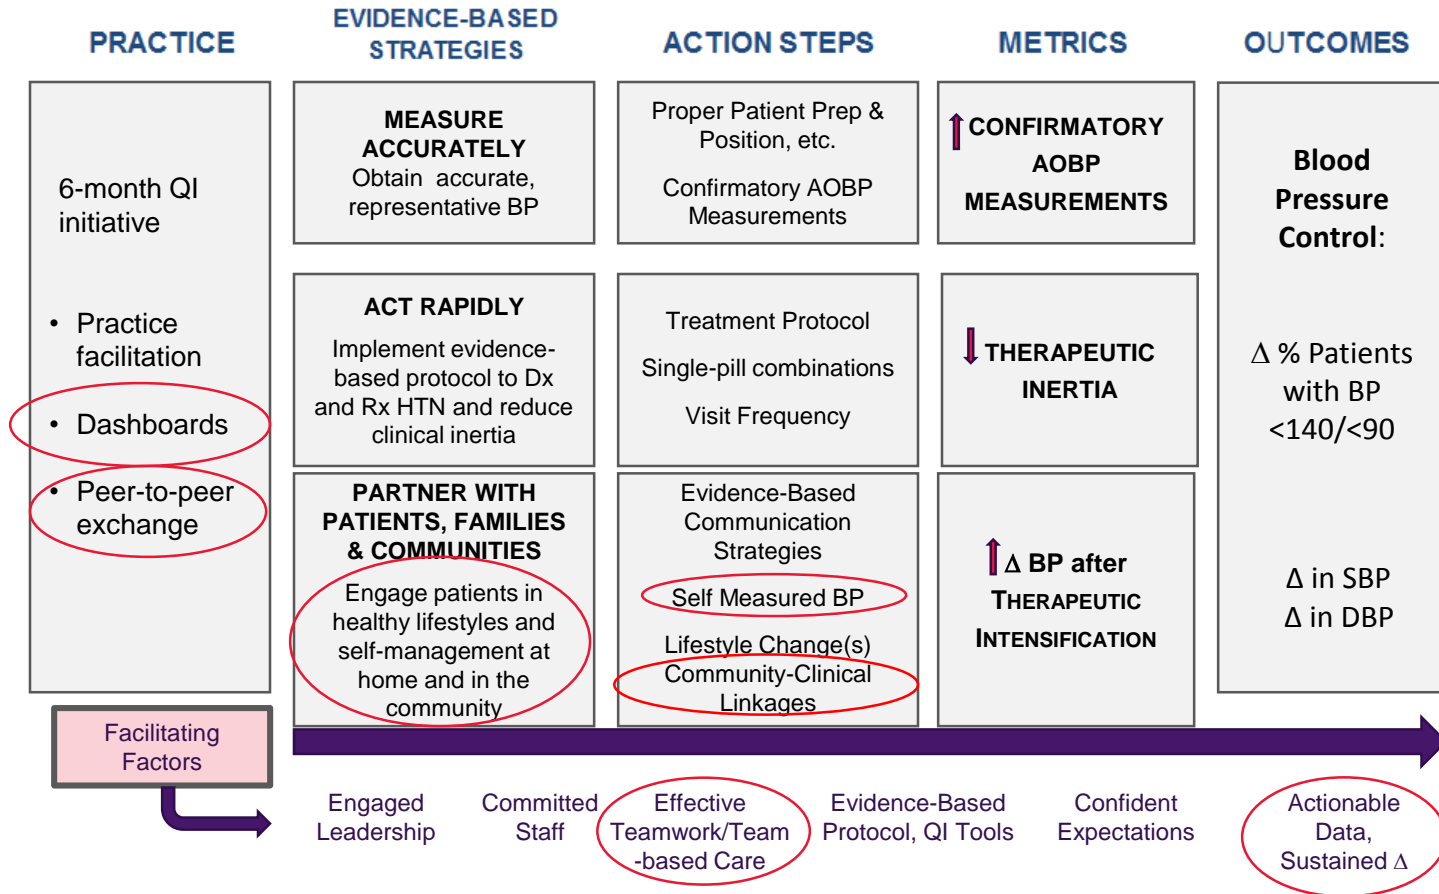 PRACTICE
EVIDENCE-BASED
STRATEGIES
ACTION STEPS
METRICS
OUTCOMES
6-month QI
initiative
• Practice
facilitation
• Dashboards
• Peer-to-peer
exchange
MEASURE
ACCURATELY
Obtain accurate,
representative BP
Proper Patient Prep &
Position, etc.
Confirmatory AOBP
Measurements
CONFIRMATORY
AOBP
MEASUREMENTS
ACT RAPIDLY
Implement evidence-
based protocol to Dx
and Rx HTN and reduce
clinical inertia
Treatment Protocol
Single-pill combinations
Visit Frequency
THERAPEUTIC
INERTIA
PARTNER WITH
PATIENTS, FAMILIES
& COMMUNITIES
Engage patients in
healthy lifestyles and
self-management at
home and in the
community
Evidence-Based
Communication
Strategies
Self Measured BP
Lifestyle Change(s)
Community-Clinical
Linkages
Δ BP after
THERAPEUTIC
INTENSIFICATION
Blood
Pressure
Control:
Δ % Patients
with BP
<140/<90
Δ in SBP
Δ in DBP
Facilitating
Factors
Engaged
Leadership
Committed
Staff
Effective
Teamwork/Team
-based Care
Evidence-Based
Protocol, QI Tools
Confident
Expectations
Actionable
Data,
Sustained Δ